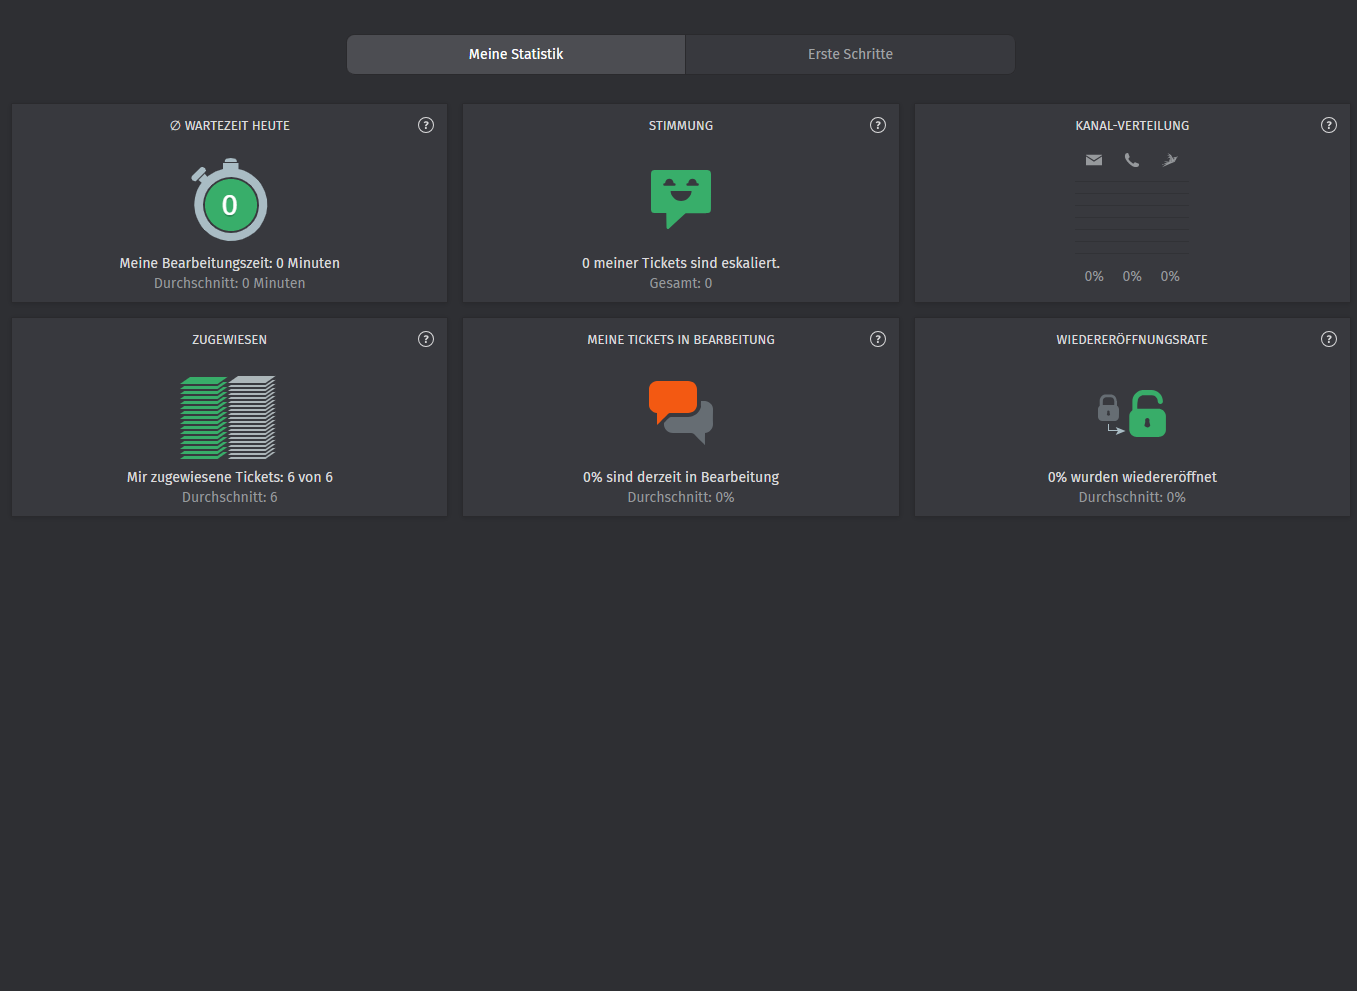 Meine Statistik
Erste Schritte
∅ WARTEZEIT HEUTE
0
Meine Bearbeitungszeit: 0 Minuten
Durchschnitt: 0 Minuten
STIMMUNG
0 meiner Tickets sind eskaliert.
Gesamt: 0
KANAL-VERTEILUNG
0% 0% 0%
ZUGEWIESEN
Mir zugewiesene Tickets: 6 von 6
Durchschnitt: 6
MEINE TICKETS IN BEARBEITUNG
0% sind derzeit in Bearbeitung
Durchschnitt: 0%
WIEDERERÖFFNUNGSRATE
0% wurden wiedereröffnet
Durchschnitt: 0%